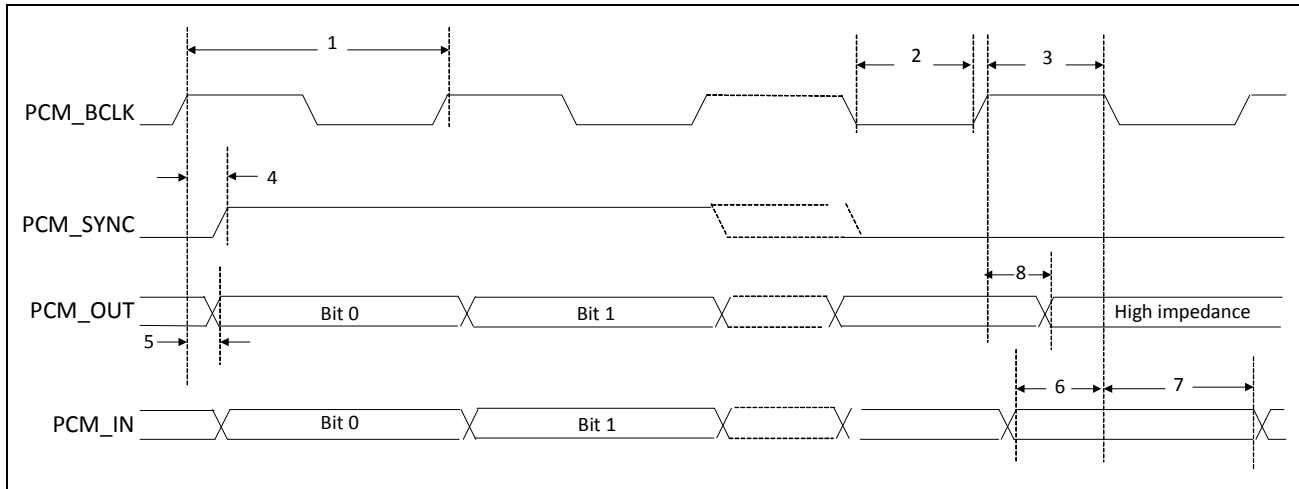 1
2
3
PCM_BCLK
4
PCM_SYNC
8
PCM_OUT
Bit 0
Bit 1
High impedance
5
6
7
PCM_IN
Bit 0
Bit 1